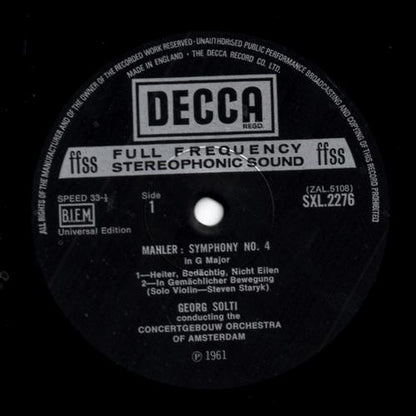 ALL RIGHTS OF THE MANUFACTURER AND OF THE OWNER OF THE RECORDED WORK RESERVED · UNAUTHORISED PUBLIC PERFORMANCE BROADCASTING AND COPYING OF THIS RECORD PROHIBITED
MADE IN ENGLAND · THE DECCA RECORD CO. LTD.
DECCA
REGD.
ffss FULL FREQUENCY STEREOPHONIC SOUND ffss
SPEED 33-⅓
Side
1
(ZAL.5108)
SXL.2276
B.I.E.M.
Universal Edition
MAHLER : SYMPHONY NO. 4
in G Major
1—Heiter, Bedächtig, Nicht Eilen
2—In Gemächlicher Bewegung
(Solo Violin—Steven Staryk)
GEORG SOLTI
conducting the
CONCERTGEBOUW ORCHESTRA
OF AMSTERDAM
℗ 1961